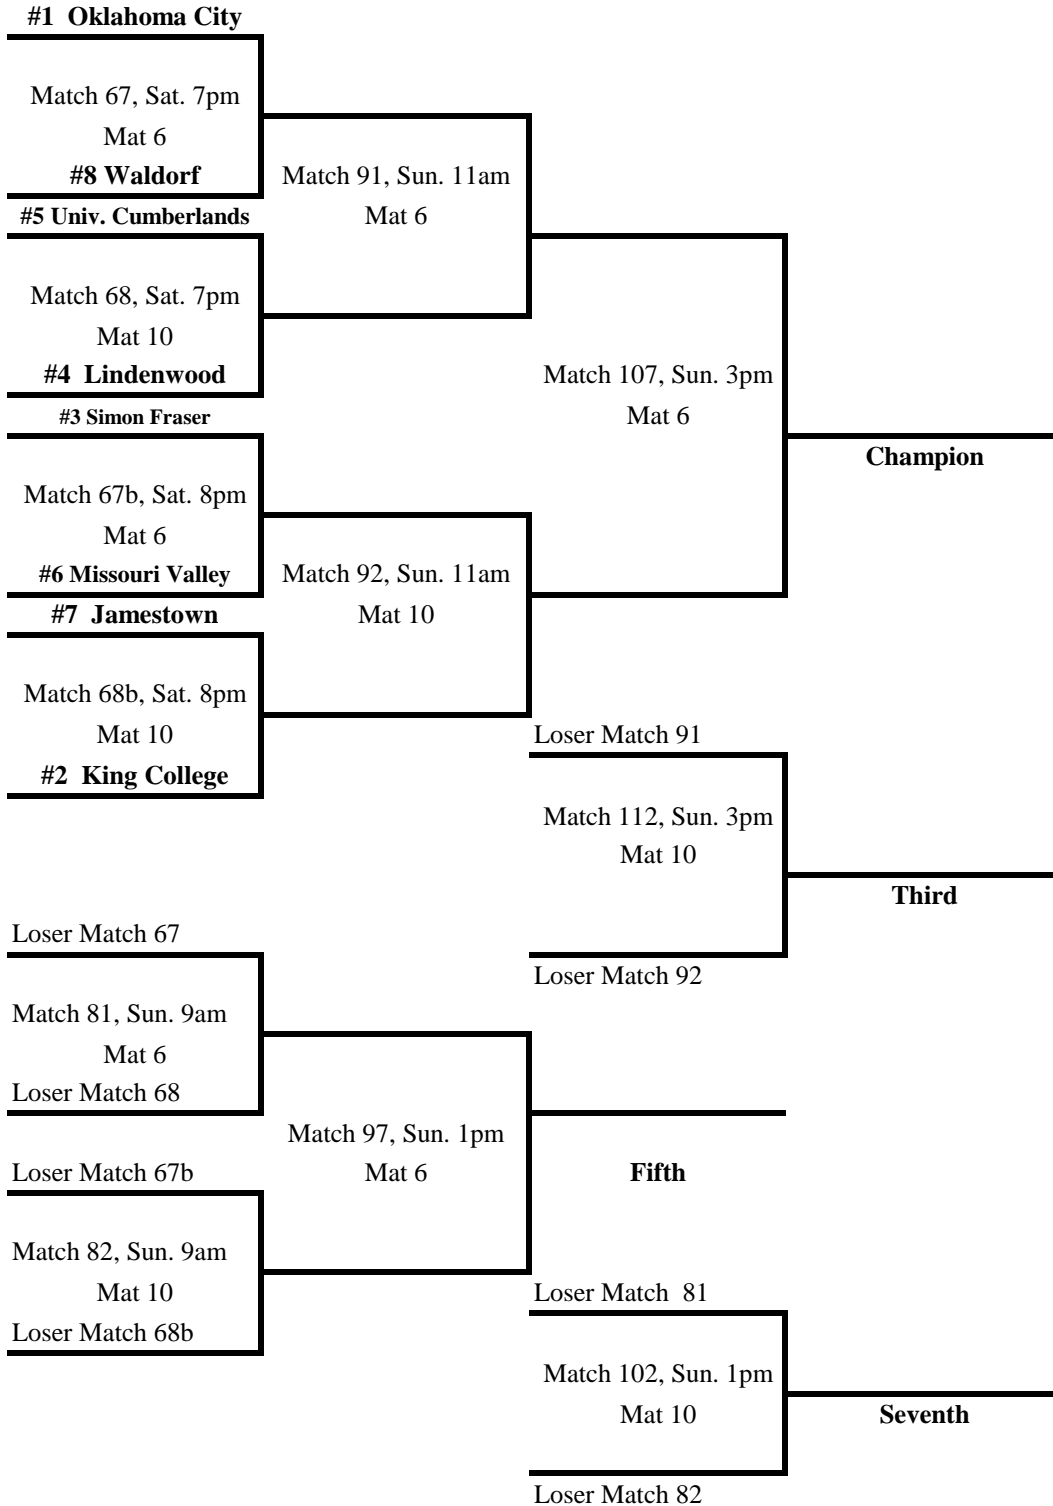 #1  Oklahoma City
Match 67, Sat. 7pm
Mat 6
#8 Waldorf
Match 91, Sun. 11am
#5 Univ. Cumberlands
Mat 6
Match 68, Sat. 7pm
Mat 10
#4  Lindenwood
Match 107, Sun. 3pm
#3 Simon Fraser
Mat 6
Champion
Match 67b, Sat. 8pm
Mat 6
#6 Missouri Valley
Match 92, Sun. 11am
#7  Jamestown
Mat 10
Match 68b, Sat. 8pm
Mat 10
Loser Match 91
#2  King College
Match 112, Sun. 3pm
Mat 10
Third
Loser Match 67
Loser Match 92
Match 81, Sun. 9am
Mat 6
Loser Match 68
Match 97, Sun. 1pm
Loser Match 67b
Mat 6
Fifth
Match 82, Sun. 9am
Mat 10
Loser Match  81
Loser Match 68b
Match 102, Sun. 1pm
Mat 10
Seventh
Loser Match 82